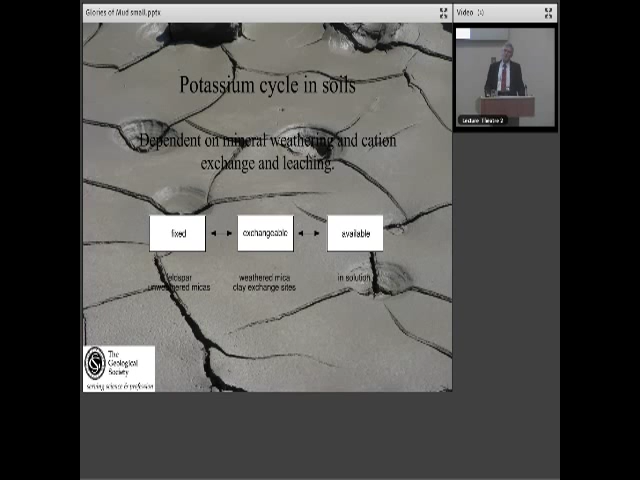 Glories of Mud small.pptx
Video (1)
Potassium cycle in soils
Dependent on mineral weathering and cation
exchange and leaching.
fixed
exchangeable
available
feldspar
unweathered micas
weathered mica
clay exchange sites
in solution
Lecture Theatre 2
The
Geological
Society
serving science & profession